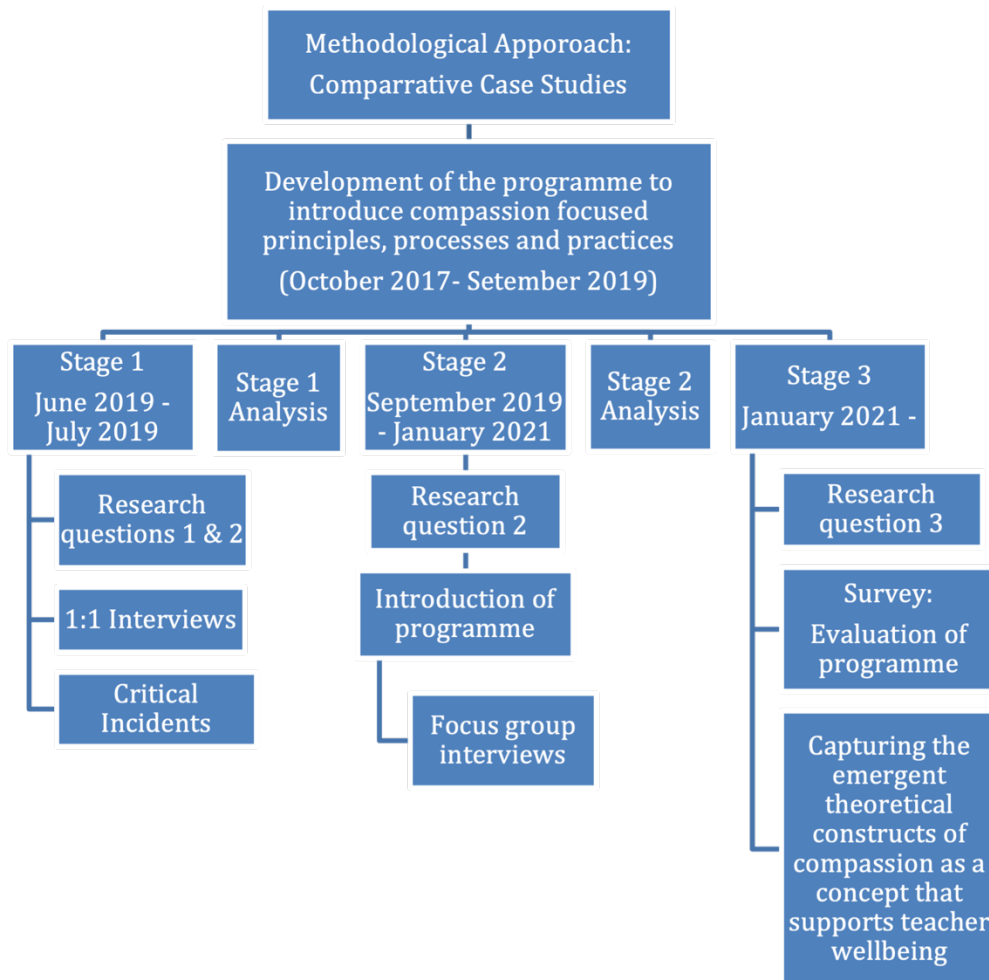 Methodological Apporoach:
Comparrative Case Studies
Development of the programme to
introduce compassion focused
principles, processes and practices
(October 2017- Setember 2019)
Stage 1
June 2019 -
July 2019
Research
questions 1 & 2
1:1 Interviews
Critical
Incidents
Stage 1
Analysis
Stage 2
September 2019
- January 2021
Research
question 2
Introduction of
programme
Focus group
interviews
Stage 2
Analysis
Stage 3
January 2021 -
Research
question 3
Survey:
Evaluation of
programme
Capturing the
emergent
theoretical
constructs of
compassion as a
concept that
supports teacher
wellbeing